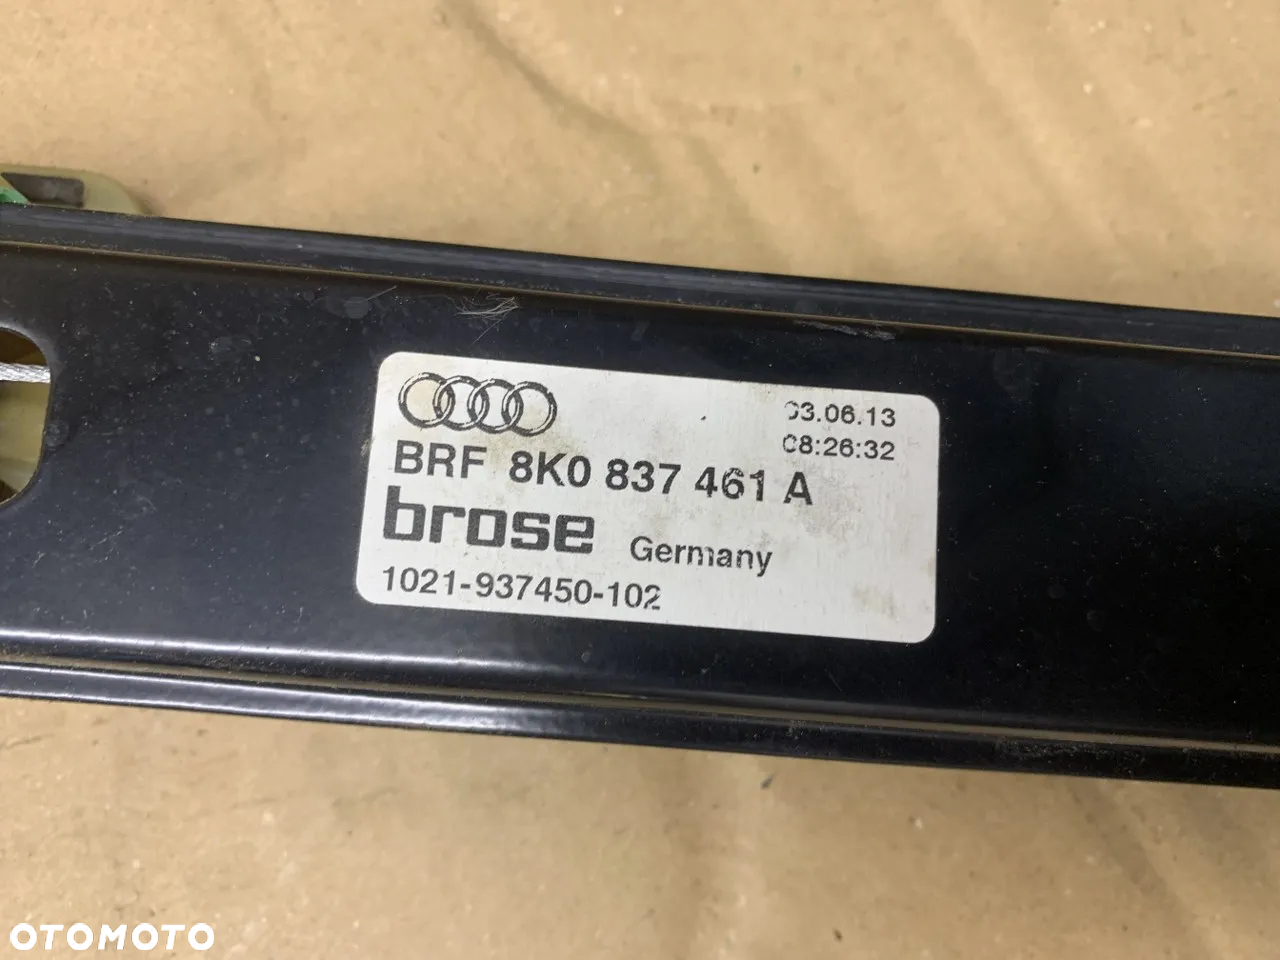 03.06.13
08:26:32
BRF 8K0 837 461 A
brose Germany
1021-937450-102
OTOMOTO